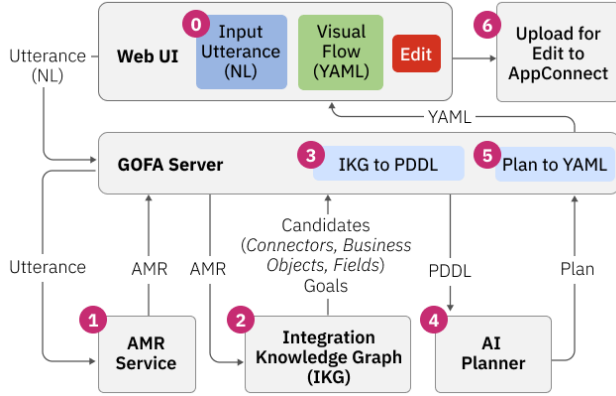 0
6
Utterance
(NL)
Web UI
Input
Utterance
(NL)
Visual
Flow
(YAML)
Edit
Upload for
Edit to
AppConnect
YAML
GOFA Server
3
IKG to PDDL
5
Plan to YAML
Utterance
AMR
AMR
Candidates
(Connectors, Business
Objects, Fields)
Goals
PDDL
Plan
1
AMR
Service
2
Integration
Knowledge Graph
(IKG)
4
AI
Planner